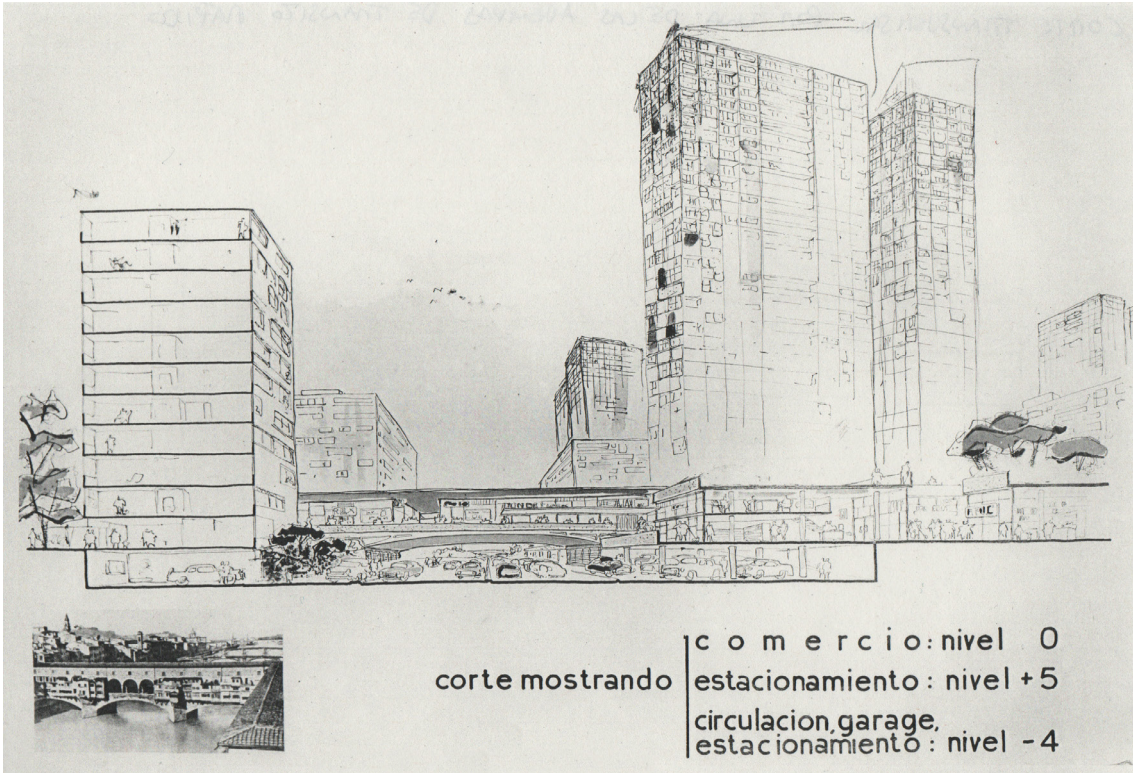 corte mostrando
comercio: nivel 0
estacionamiento: nivel +5
circulacion, garage,
estacionamiento: nivel -4